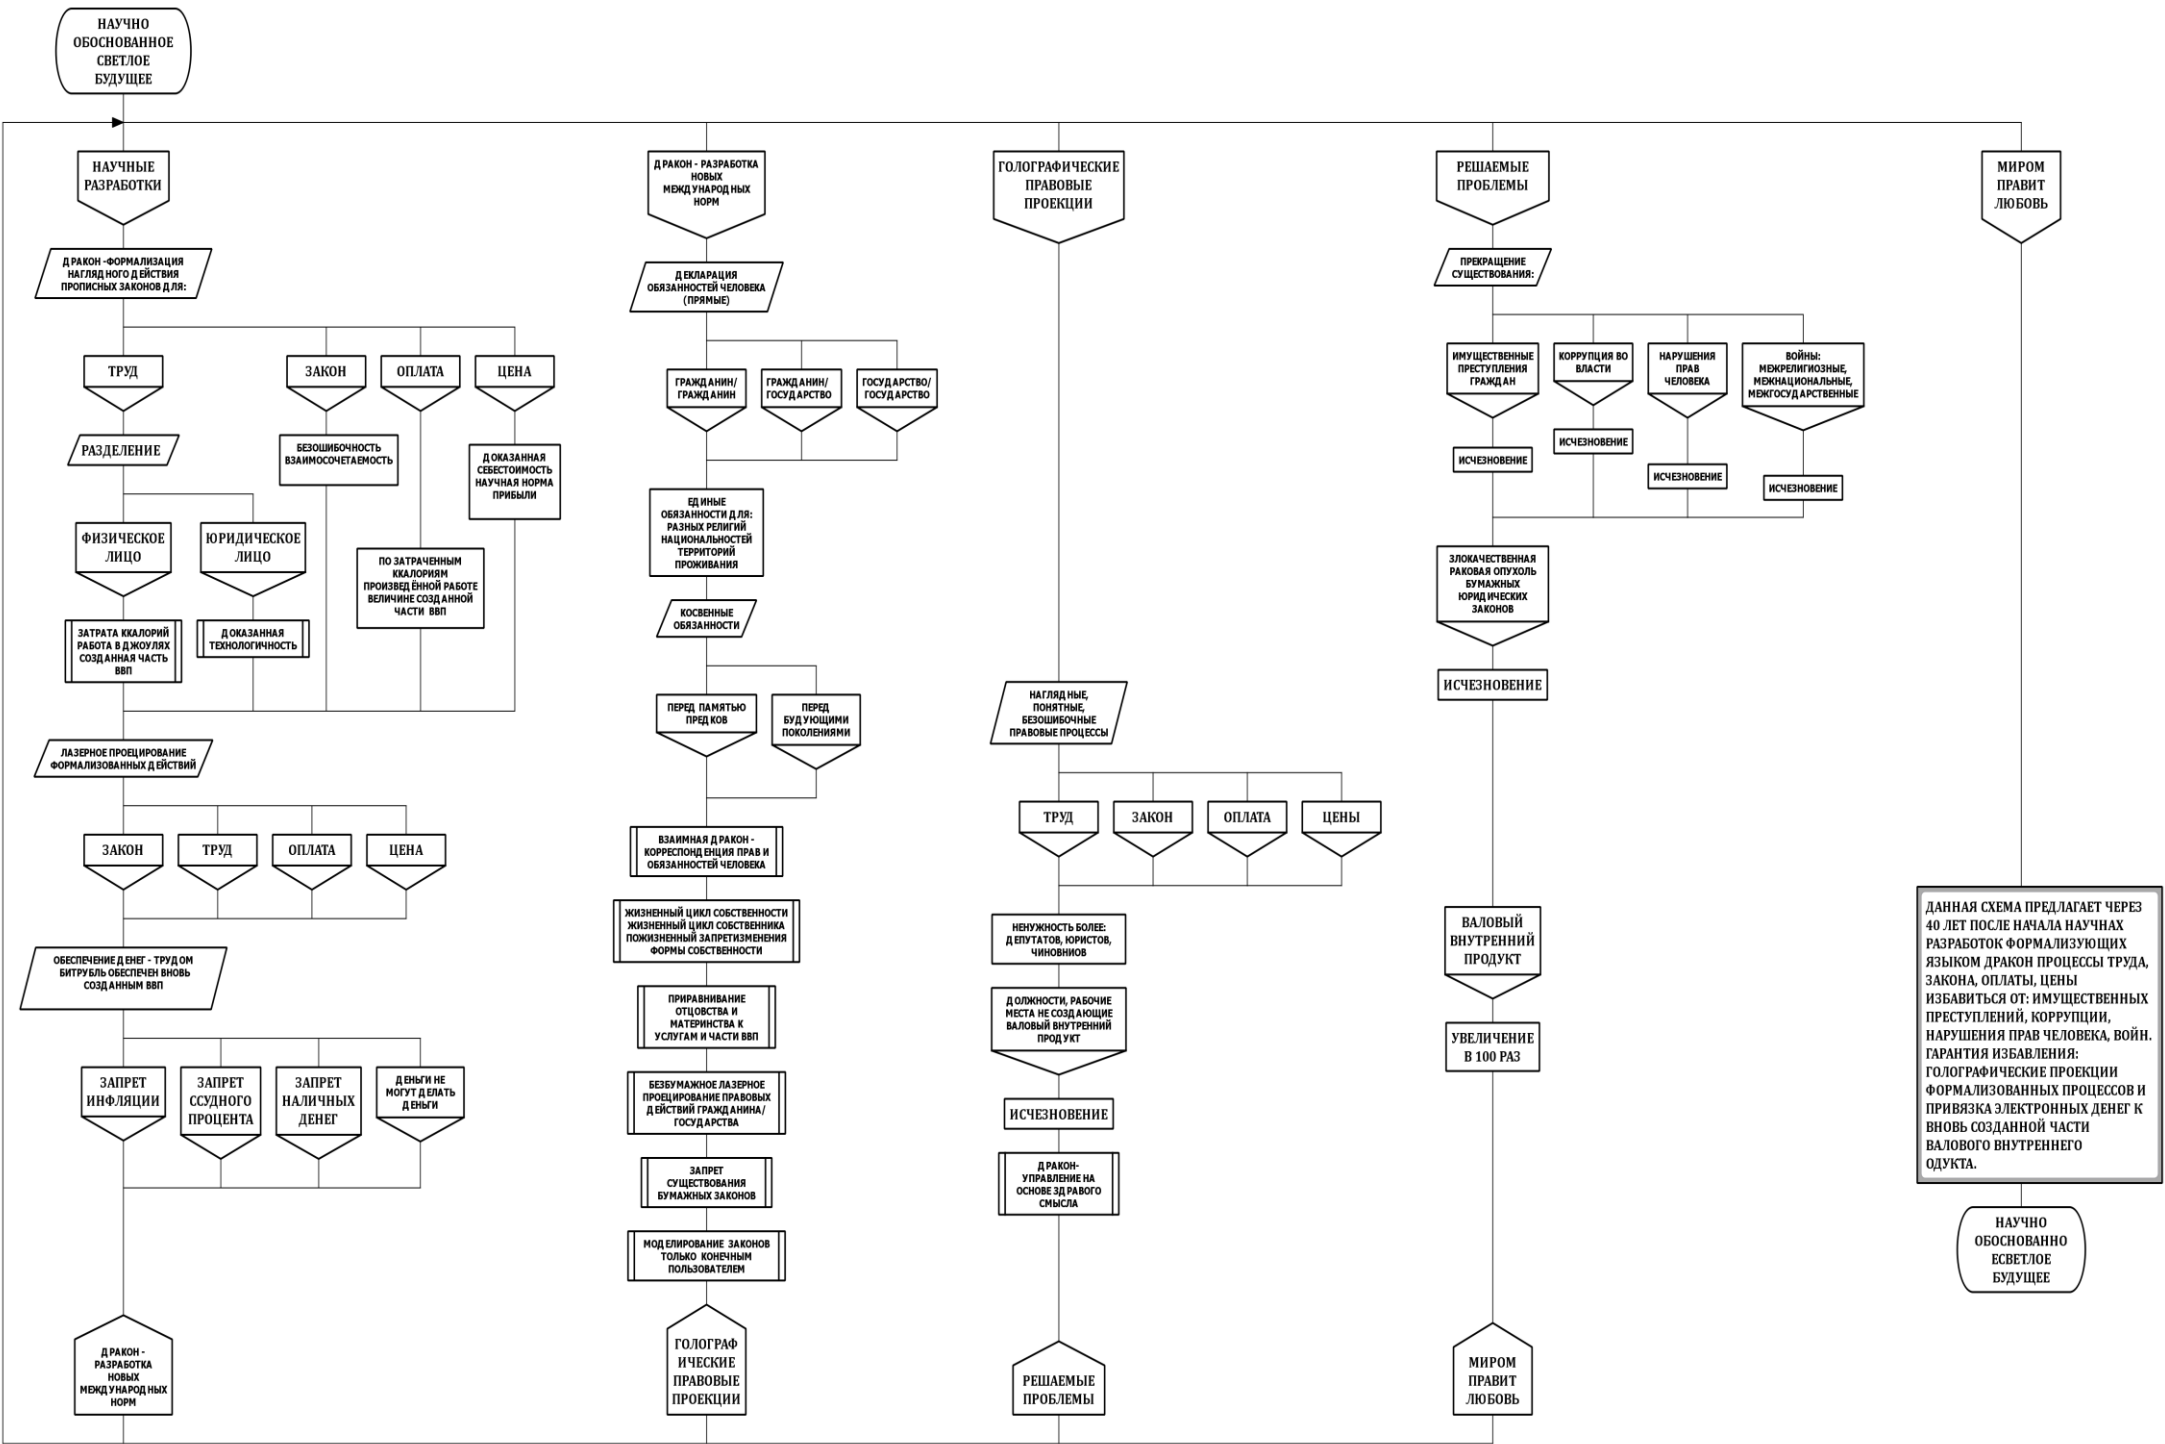 НАУЧНО
ОБОСНОВАННОЕ
СВЕТЛОЕ
БУДУЩЕЕ
НАУЧНЫЕ
РАЗРАБОТКИ
ДРАКОН -ФОРМАЛИЗАЦИЯ
НАГЛЯДНОГО ДЕЙСТВИЯ
ПРОПИСНЫХ ЗАКОНОВ ДЛЯ:
ТРУД
РАЗДЕЛЕНИЕ
ФИЗИЧЕСКОЕ
ЛИЦО
ЗАТРАТА ККАЛОРИЙ
РАБОТА В ДЖОУЛЯХ
СОЗДАННАЯ ЧАСТЬ
ВВП
ЮРИДИЧЕСКОЕ
ЛИЦО
ДОКАЗАННАЯ
ТЕХНОЛОГИЧНОСТЬ
ЗАКОН
БЕЗОШИБОЧНОСТЬ
ВЗАИМОСОЧЕТАЕМОСТЬ
ОПЛАТА
ПО ЗАТРАЧЕННЫМ
ККАЛОРИЯМ
ПРОИЗВЕДЁННОЙ РАБОТЕ
ВЕЛИЧИНЕ СОЗДАННОЙ
ЧАСТИ ВВП
ЦЕНА
ДОКАЗАННАЯ
СЕБЕСТОИМОСТЬ
НАУЧНАЯ НОРМА
ПРИБЫЛИ
ЛАЗЕРНОЕ ПРОЕЦИРОВАНИЕ
ФОРМАЛИЗОВАННЫХ ДЕЙСТВИЙ
ЗАКОН
ТРУД
ОПЛАТА
ЦЕНА
ОБЕСПЕЧЕНИЕ ДЕНЕГ - ТРУДОМ
БИТРУБЛЬ ОБЕСПЕЧЕН ВНОВЬ
СОЗДАННЫМ ВВП
ЗАПРЕТ
ИНФЛЯЦИИ
ЗАПРЕТ
ССУДНОГО
ПРОЦЕНТА
ЗАПРЕТ
НАЛИЧНЫХ
ДЕНЕГ
ДЕНЬГИ НЕ
МОГУТ ДЕЛАТЬ
ДЕНЬГИ
ДРАКОН -
РАЗРАБОТКА
НОВЫХ
МЕЖДУНАРОДНЫХ
НОРМ
ДРАКОН - РАЗРАБОТКА
НОВЫХ
МЕЖДУНАРОДНЫХ
НОРМ
ДЕКЛАРАЦИЯ
ОБЯЗАННОСТЕЙ ЧЕЛОВЕКА
(ПРЯМЫЕ)
ГРАЖДАНИН/
ГРАЖДАНИН
ГРАЖДАНИН/
ГОСУДАРСТВО
ГОСУДАРСТВО/
ГОСУДАРСТВО
ЕДИНЫЕ
ОБЯЗАННОСТИ ДЛЯ:
РАЗНЫХ РЕЛИГИЙ
НАЦИОНАЛЬНОСТЕЙ
ТЕРРИТОРИЙ
ПРОЖИВАНИЯ
КОСВЕННЫЕ
ОБЯЗАННОСТИ
ПЕРЕД ПАМЯТЬЮ
ПРЕДКОВ
ПЕРЕД
БУДУЮЩИМИ
ПОКОЛЕНИЯМИ
ВЗАИМНАЯ ДРАКОН -
КОРРЕСПОНДЕНЦИЯ ПРАВ И
ОБЯЗАННОСТЕЙ ЧЕЛОВЕКА
ЖИЗНЕННЫЙ ЦИКЛ СОБСТВЕННОСТИ
ЖИЗНЕННЫЙ ЦИКЛ СОБСТВЕННИКА
ПОЖИЗНЕННЫЙ ЗАПРЕТИЗМЕНЕНИЯ
ФОРМЫ СОБСТВЕННОСТИ
ПРИРАВНИВАНИЕ
ОТЦОВСТВА И
МАТЕРИНСТВА К
УСЛУГАМ И ЧАСТИ ВВП
БЕЗБУМАЖНОЕ ЛАЗЕРНОЕ
ПРОЕЦИРОВАНИЕ ПРАВОВЫХ
ДЕЙСТВИЙ ГРАЖДАНИНА/
ГОСУДАРСТВА
ЗАПРЕТ
СУЩЕСТВОВАНИЯ
БУМАЖНЫХ ЗАКОНОВ
МОДЕЛИРОВАНИЕ ЗАКОНОВ
ТОЛЬКО КОНЕЧНЫМ
ПОЛЬЗОВАТЕЛЕМ
ГОЛОГРАФ
ИЧЕСКИЕ
ПРАВОВЫЕ
ПРОЕКЦИИ
ГОЛОГРАФИЧЕСКИЕ
ПРАВОВЫЕ
ПРОЕКЦИИ
НАГЛЯДНЫЕ,
ПОНЯТНЫЕ,
БЕЗОШИБОЧНЫЕ
ПРАВОВЫЕ ПРОЦЕССЫ
ТРУД
ЗАКОН
ОПЛАТА
ЦЕНЫ
НЕНУЖНОСТЬ БОЛЕЕ:
ДЕПУТАТОВ, ЮРИСТОВ,
ЧИНОВНИОВ
ДОЛЖНОСТИ, РАБОЧИЕ
МЕСТА НЕ СОЗДАЮЩИЕ
ВАЛОВЫЙ ВНУТРЕННИЙ
ПРОДУКТ
ИСЧЕЗНОВЕНИЕ
ДРАКОН-
УПРАВЛЕНИЕ НА
ОСНОВЕ ЗДРАВОГО
СМЫСЛА
РЕШАЕМЫЕ
ПРОБЛЕМЫ
РЕШАЕМЫЕ
ПРОБЛЕМЫ
ПРЕКРАЩЕНИЕ
СУЩЕСТВОВАНИЯ:
ИМУЩЕСТВЕННЫЕ
ПРЕСТУПЛЕНИЯ
ГРАЖДАН
ИСЧЕЗНОВЕНИЕ
КОРРУПЦИЯ ВО
ВЛАСТИ
ИСЧЕЗНОВЕНИЕ
НАРУШЕНИЯ
ПРАВ
ЧЕЛОВЕКА
ИСЧЕЗНОВЕНИЕ
ВОЙНЫ:
МЕЖРЕЛИГИОЗНЫЕ,
МЕЖНАЦИОНАЛЬНЫЕ,
МЕЖГОСУДАРСТВЕННЫЕ
ИСЧЕЗНОВЕНИЕ
ЗЛОКАЧЕСТВЕННАЯ
РАКОВАЯ ОПУХОЛЬ
БУМАЖНЫХ
ЮРИДИЧЕСКИХ
ЗАКОНОВ
ИСЧЕЗНОВЕНИЕ
ВАЛОВЫЙ
ВНУТРЕННИЙ
ПРОДУКТ
УВЕЛИЧЕНИЕ
В 100 РАЗ
МИРОМ
ПРАВИТ
ЛЮБОВЬ
МИРОМ
ПРАВИТ
ЛЮБОВЬ
ДАННАЯ СХЕМА ПРЕДЛАГАЕТ ЧЕРЕЗ
40 ЛЕТ ПОСЛЕ НАЧАЛА НАУЧНАХ
РАЗРАБОТОК ФОРМАЛИЗУЮЩИХ
ЯЗЫКОМ ДРАКОН ПРОЦЕССЫ ТРУДА,
ЗАКОНА, ОПЛАТЫ, ЦЕНЫ
ИЗБАВИТЬСЯ ОТ: ИМУЩЕСТВЕННЫХ
ПРЕСТУПЛЕНИЙ, КОРРУПЦИИ,
НАРУШЕНИЯ ПРАВ ЧЕЛОВЕКА, ВОЙН.
ГАРАНТИЯ ИЗБАВЛЕНИЯ:
ГОЛОГРАФИЧЕСКИЕ ПРОЕКЦИИ
ФОРМАЛИЗОВАННЫХ ПРОЦЕССОВ И
ПРИВЯЗКА ЭЛЕКТРОННЫХ ДЕНЕГ К
ВНОВЬ СОЗДАННОЙ ЧАСТИ
ВАЛОВОГО ВНУТРЕННЕГО
ОДУКТА.
НАУЧНО
ОБОСНОВАННО
ЕСВЕТЛОЕ
БУДУЩЕЕ